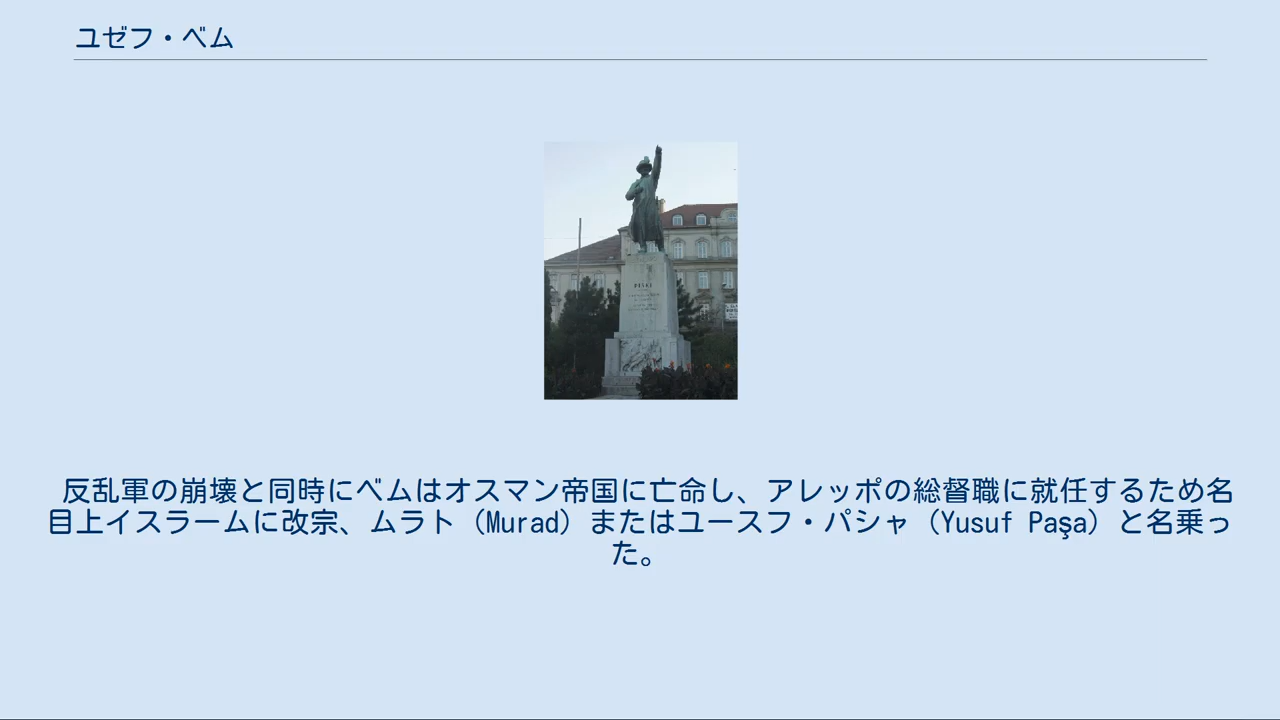 ユゼフ・ベム
反乱軍の崩壊と同時にベムはオスマン帝国に亡命し、アレッポの総督職に就任するため名
目上イスラームに改宗、ムラト（Murad）またはユースフ・パシャ（Yusuf Paşa）と名乗っ
た。